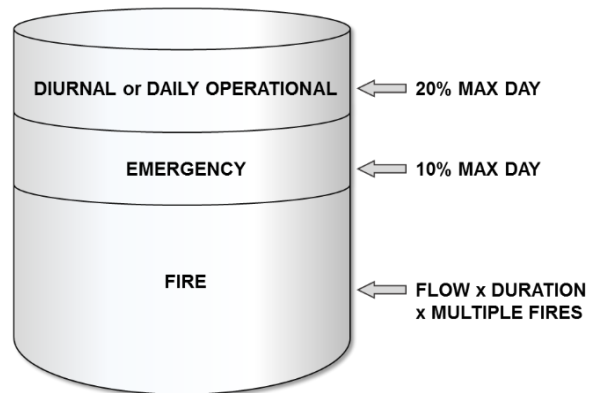 DIURNAL or DAILY OPERATIONAL
20% MAX DAY
EMERGENCY
10% MAX DAY
FIRE
FLOW x DURATION
x MULTIPLE FIRES